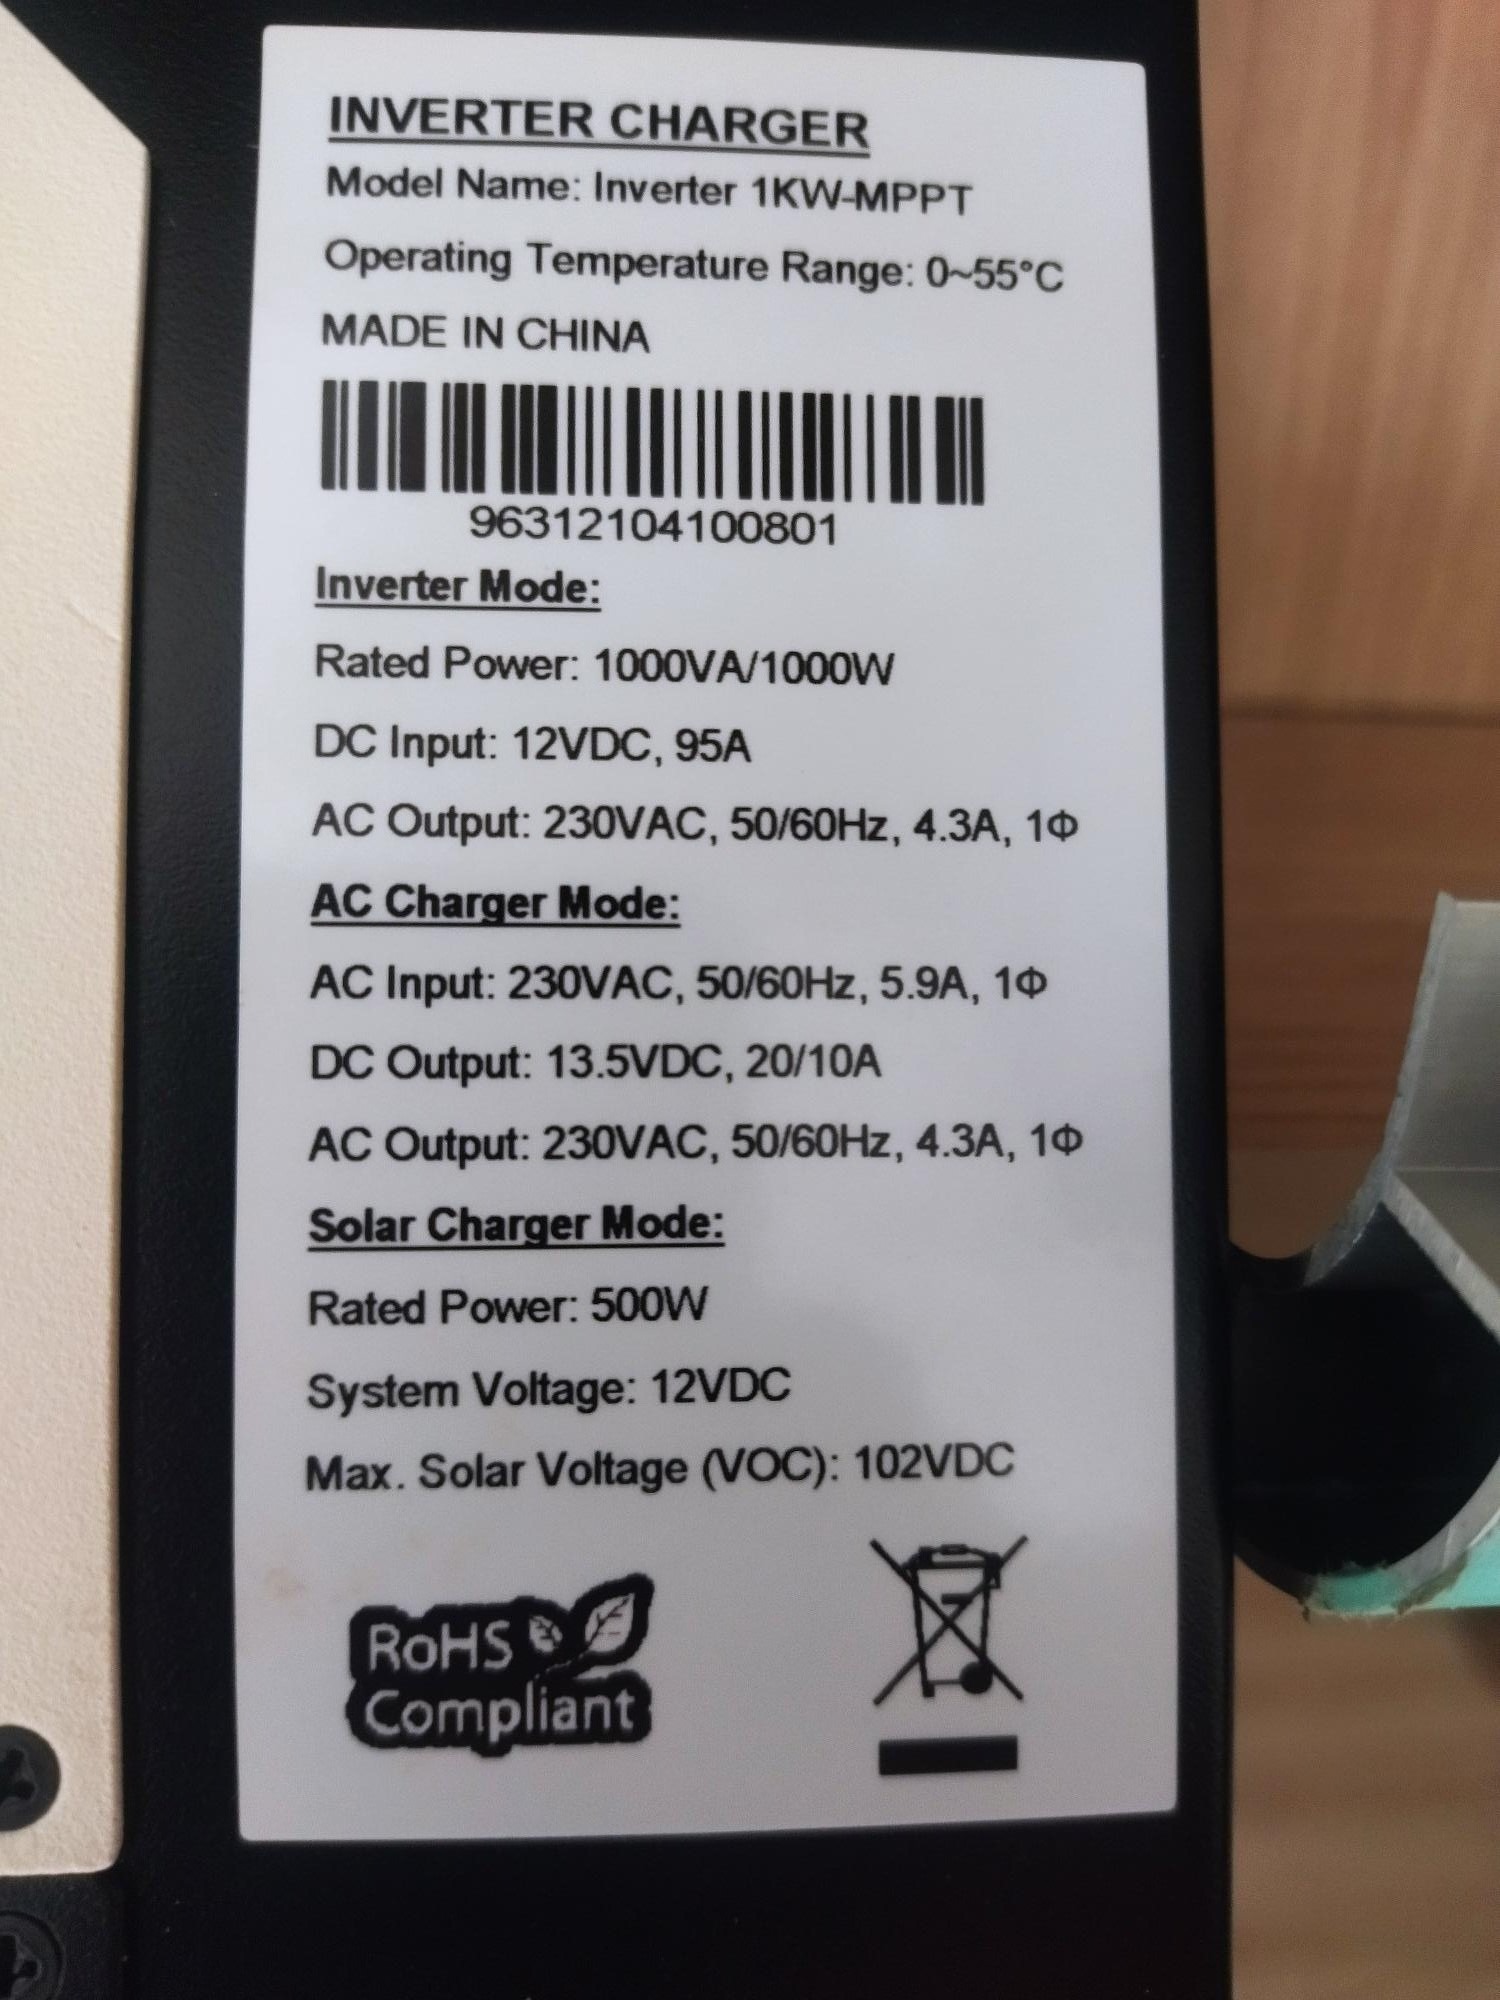 INVERTER CHARGER
Model Name: Inverter 1KW-MPPT
Operating Temperature Range: 0~55°C
MADE IN CHINA
96312104100801
Inverter Mode:
Rated Power: 1000VA/1000W
DC Input: 12VDC, 95A
AC Output: 230VAC, 50/60Hz, 4.3A, 1Φ
AC Charger Mode:
AC Input: 230VAC, 50/60Hz, 5.9A, 1Φ
DC Output: 13.5VDC, 20/10A
AC Output: 230VAC, 50/60Hz, 4.3A, 1Φ
Solar Charger Mode:
Rated Power: 500W
System Voltage: 12VDC
Max. Solar Voltage (VOC): 102VDC
RoHS
Compliant